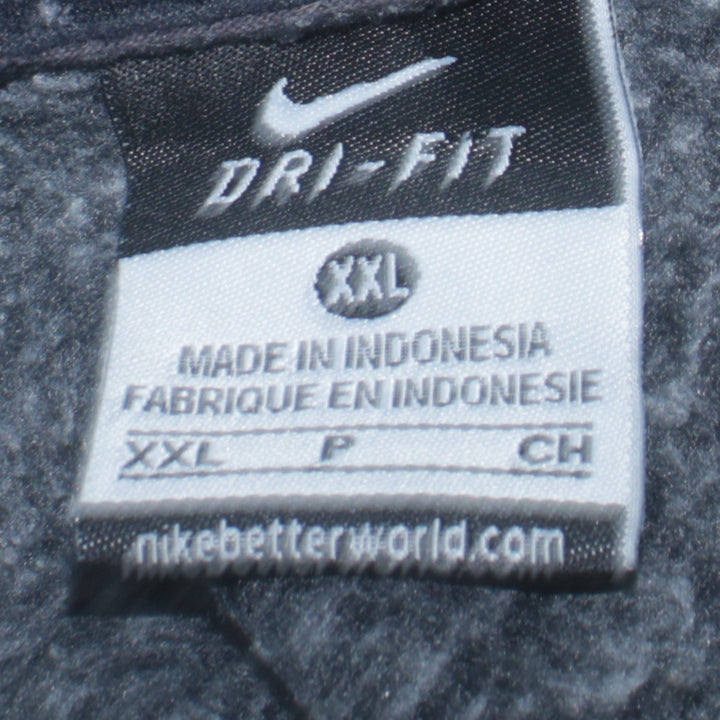 DRI-FIT
XXL
MADE IN INDONESIA
FABRIQUE EN INDONESIE
XXL P CH
nikebetterworld.com